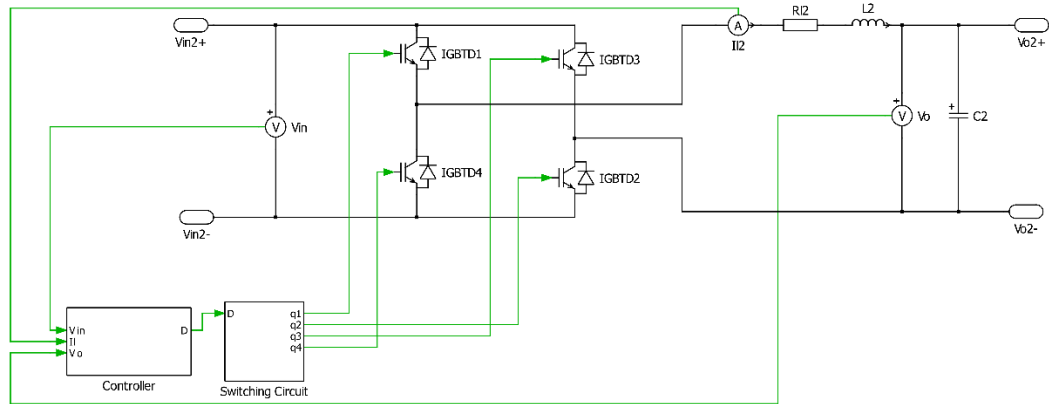 A
Il2
Rl2
L2
Vin2+
Vo2+
IGBTD1
IGBTD3
+
V
Vin
+
V
Vo
+
C2
IGBTD4
IGBTD2
Vin2-
Vo2-
Vin
Il
Vo
D
Controller
D
q1
q2
q3
q4
Switching Circuit